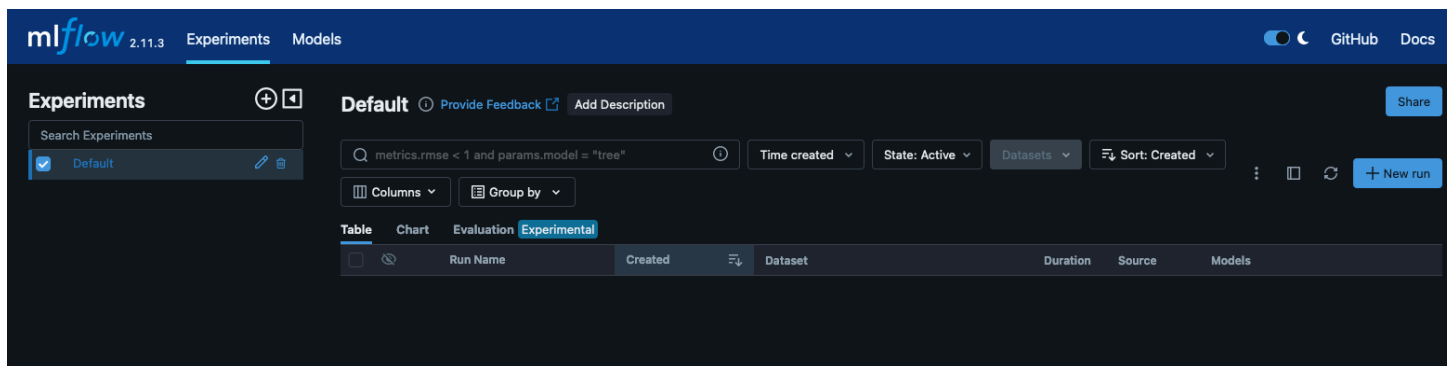 mlflow 2.11.3 Experiments Models GitHub Docs
Experiments
Search Experiments
Default
Default Provide Feedback Add Description Share
metrics.rmse < 1 and params.model = "tree" Time created State: Active Datasets Sort: Created
Columns Group by
New run
Table Chart Evaluation Experimental
Run Name Created Dataset Duration Source Models